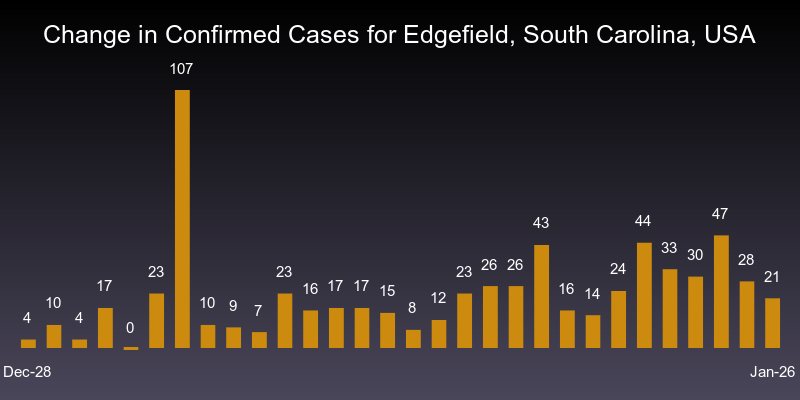 Change in Confirmed Cases for Edgefield, South Carolina, USA
4 10 4 17 0 23 107 10 9 7 23 16 17 17 15 8 12 23 26 26 43 16 14 24 44 33 30 47 28 21
Dec-28 Jan-26